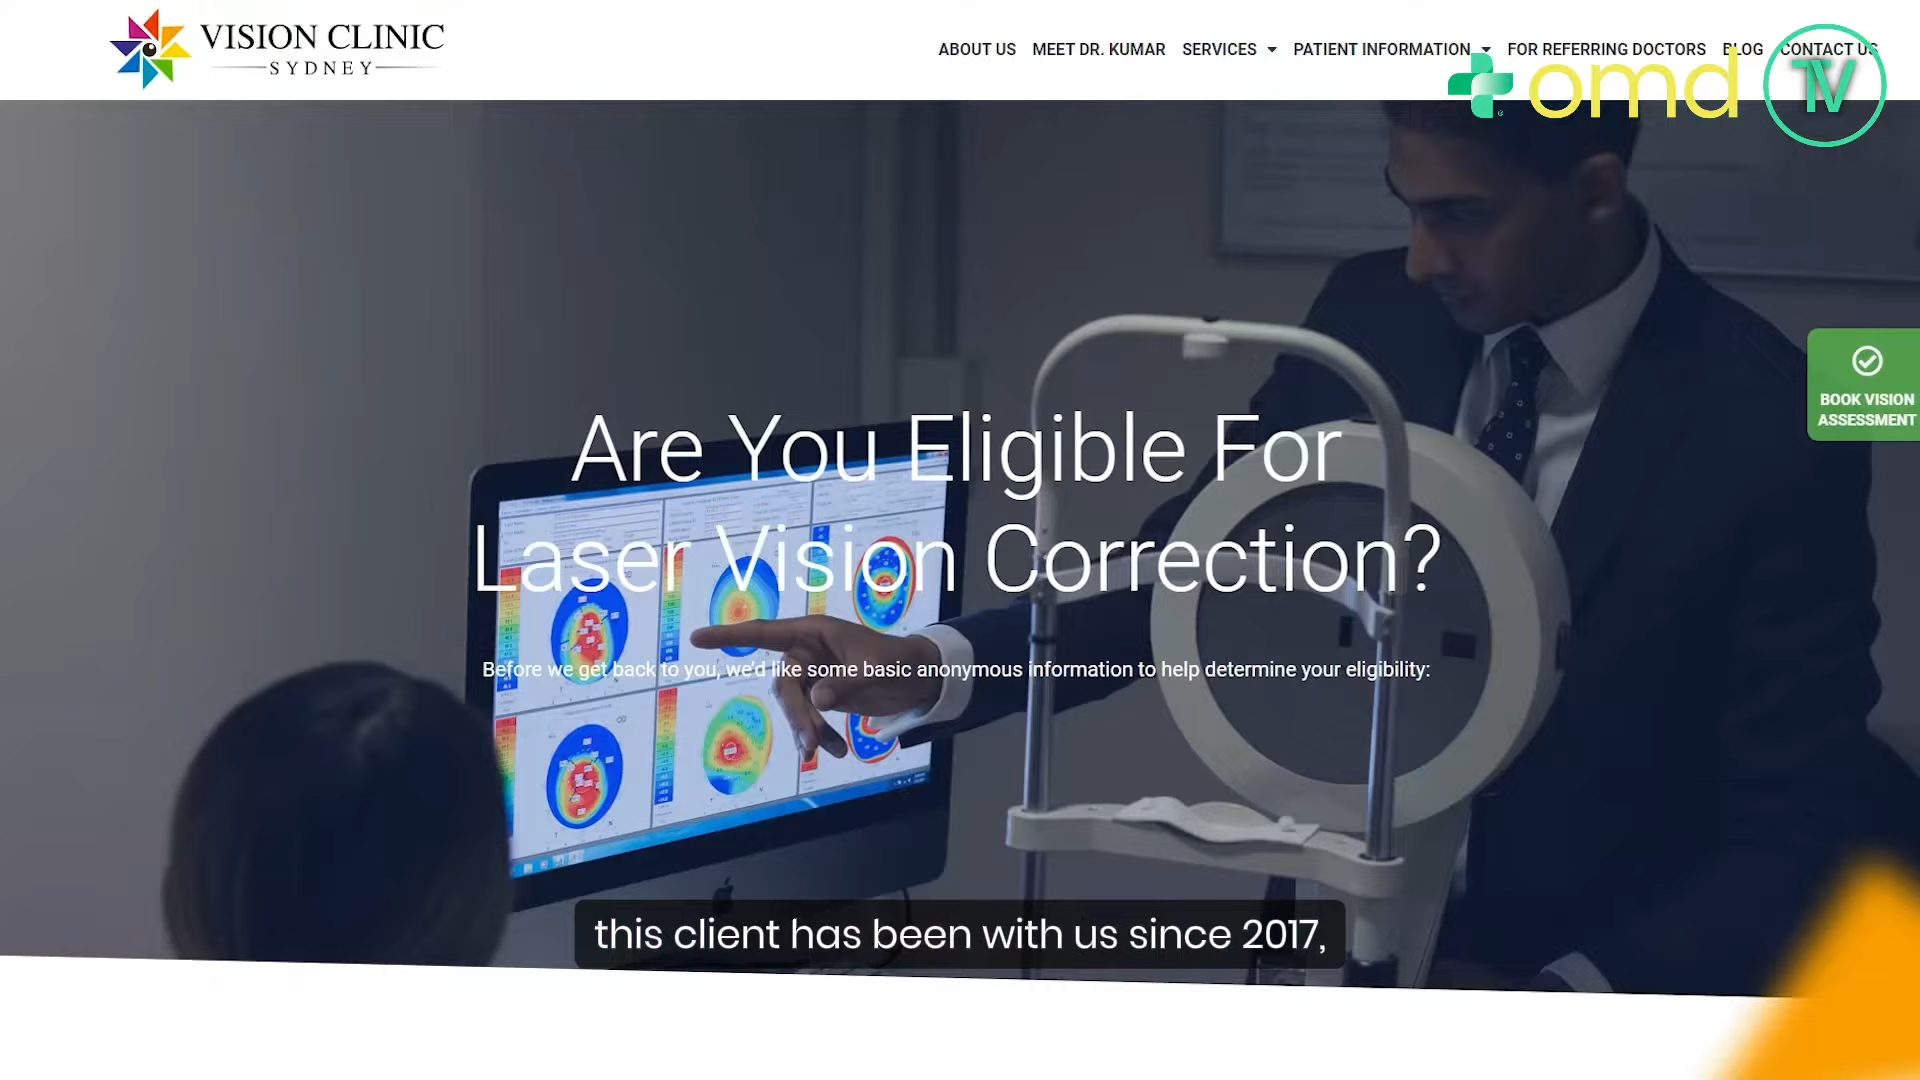 VISION CLINIC
SYDNEY
ABOUT US MEET DR. KUMAR SERVICES PATIENT INFORMATION FOR REFERRING DOCTORS BLOG CONTACT US
omd TV
BOOK VISION
ASSESSMENT
Are You Eligible For
Laser Vision Correction?
Before we get back to you, we'd like some basic anonymous information to help determine your eligibility:
this client has been with us since 2017,